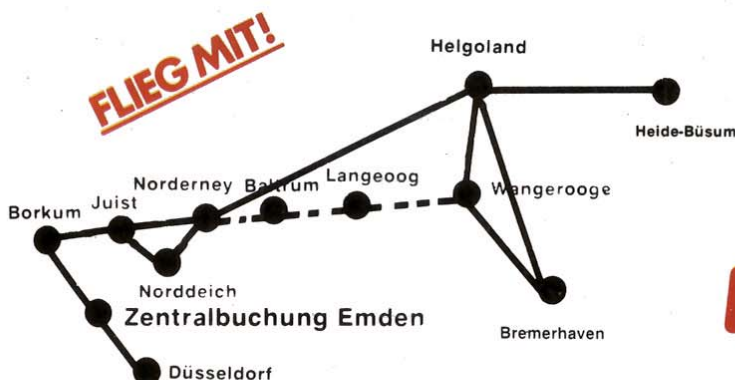 FLIEG MIT!
Helgoland
Heide-Büsum
Norderney
Baltrum
Langeoog
Wangerooge
Borkum
Juist
Norddeich
Zentralbuchung Emden
Bremerhaven
Düsseldorf